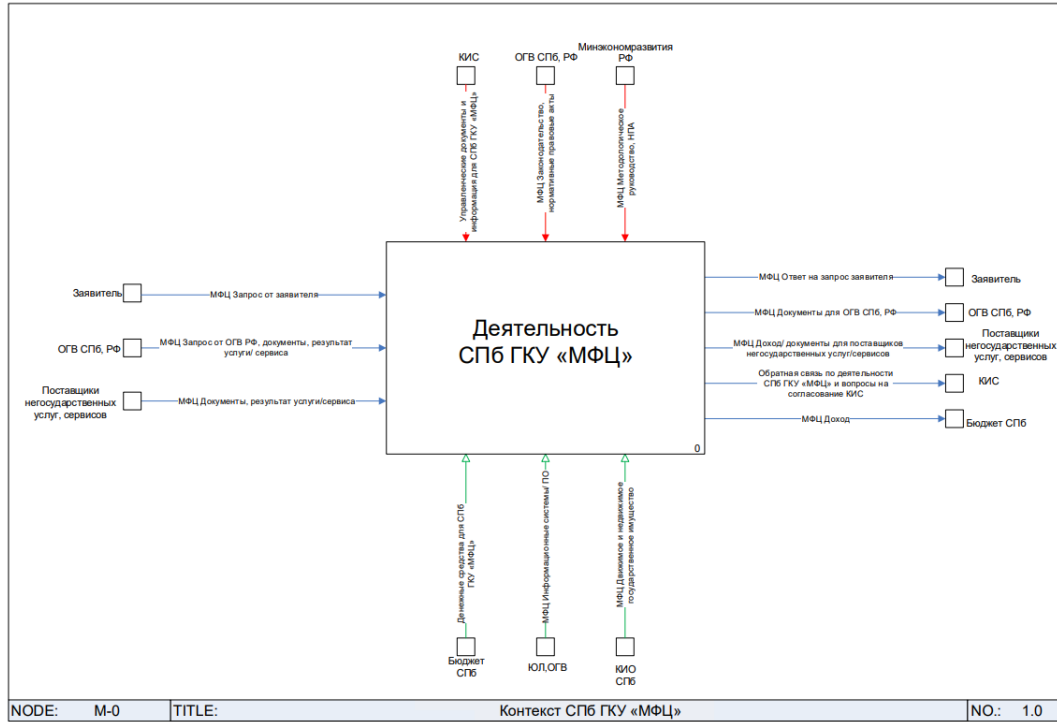 КИС
ОГВ СПб, РФ
Минэкономразвития
РФ
Управленческие документы и
информация для СПб ГКУ «МФЦ»
МФЦ Законодательство,
нормативные правовые акты
МФЦ Методологическое
руководство, НПА
Заявитель
МФЦ Запрос от заявителя
ОГВ СПб, РФ
МФЦ Запрос от ОГВ РФ, документы, результат
услуги/ сервиса
Поставщики
негосударственных
услуг, сервисов
МФЦ Документы, результат услуги/сервиса
Деятельность
СПб ГКУ «МФЦ»
0
МФЦ Ответ на запрос заявителя
Заявитель
МФЦ Документы для ОГВ СПб, РФ
ОГВ СПб, РФ
МФЦ Доход/ документы для поставщиков
негосударственных услуг/сервисов
Поставщики
негосударственных
услуг, сервисов
Обратная связь по деятельности
СПб ГКУ «МФЦ» и вопросы на
согласование КИС
КИС
МФЦ Доход
Бюджет СПб
Денежные средства для СПб
ГКУ «МФЦ»
МФЦ Информационные системы/ ПО
МФЦ Движимое и недвижимое
государственное имущество
Бюджет
СПб
ЮЛ,ОГВ
КИО
СПб
NODE: M-0 TITLE: Контекст СПб ГКУ «МФЦ» NO.: 1.0